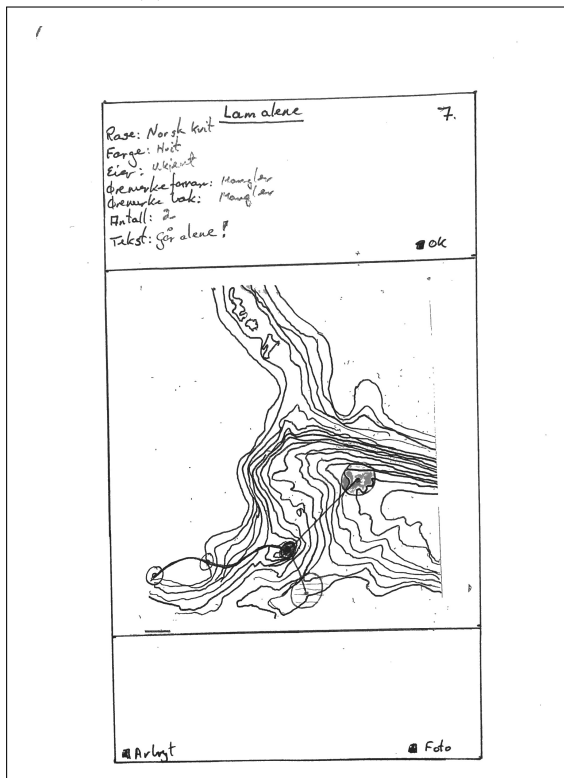 Lam alene
7.
Rase: Norsk kvit
Farge: Hvit
Eier: Ukjent
Øremerke foran: Mangler
Øremerke bak: Mangler
Antall: 2
Tekst: går alene!
OK
Avbryt
Foto